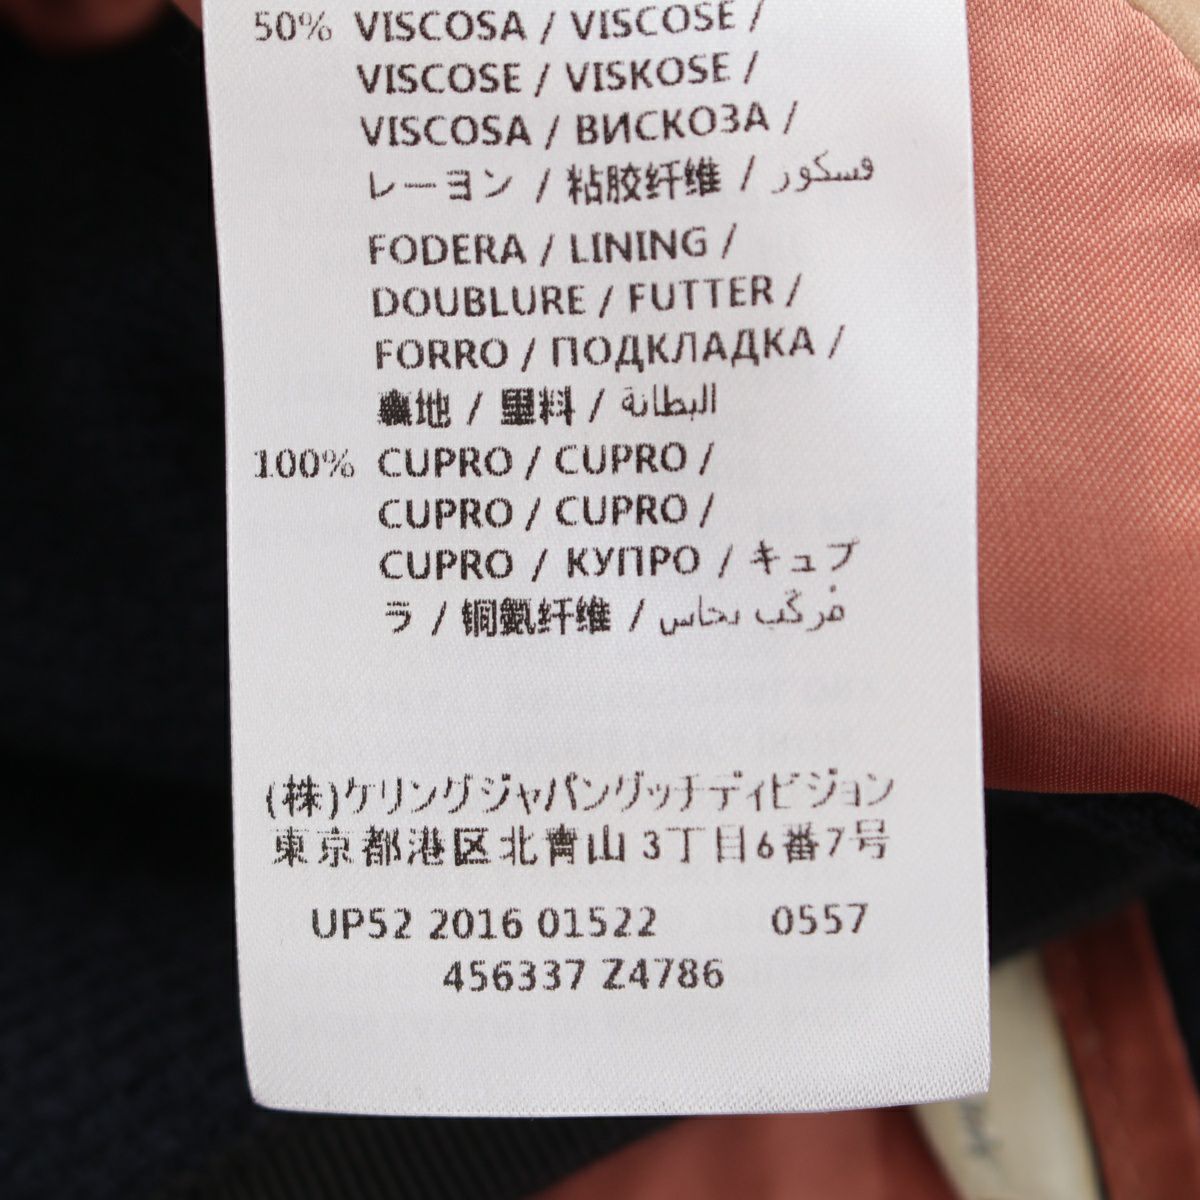 50% VISCOSA / VISCOSE /
VISCOSE / VISKOSE /
VISCOSA / ВИСКОЗА /
レーヨン / 粘胶纤维 / فسكور
FODERA / LINING /
DOUBLURE / FUTTER /
FORRO / ПОДКЛАДКА /
裏地 / 里料 / البطانة
100% CUPRO / CUPRO /
CUPRO / CUPRO /
CUPRO / КУПРО / キュプ
ラ / 铜氨纤维 / مركب نحاس
(株)ケリングジャパングッチディビジョン
東京都港区北青山 3丁目6番7号
UP52 2016 01522 0557
456337 Z4786